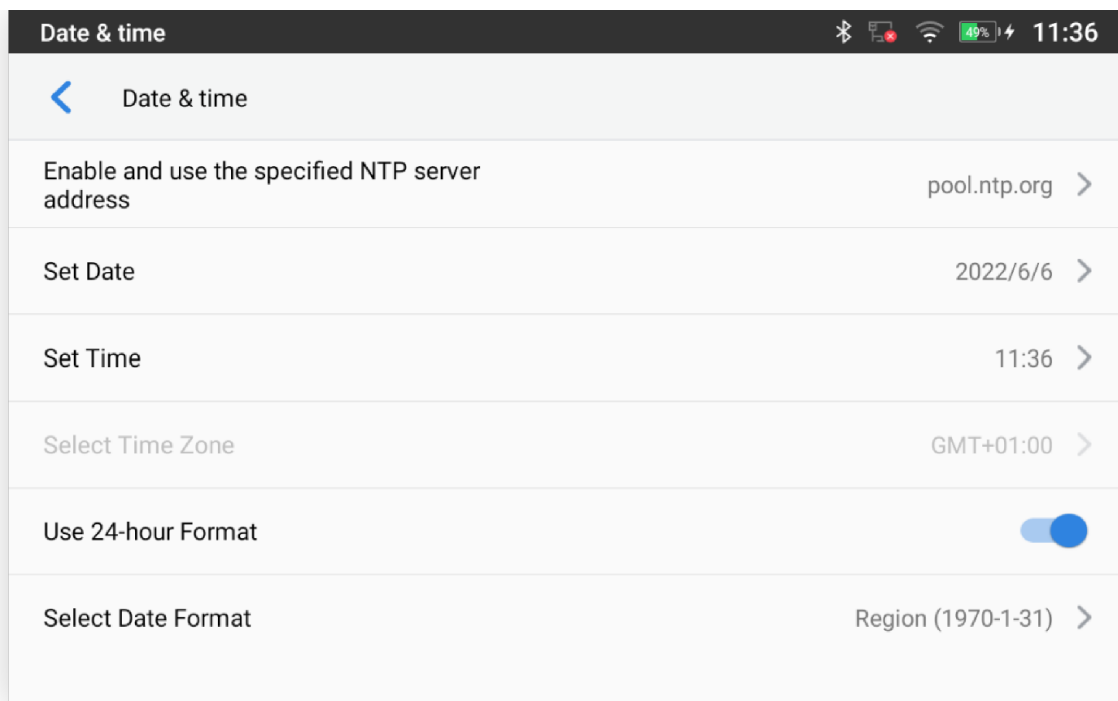 Date & time
49%
11:36
Date & time
Enable and use the specified NTP server
address
pool.ntp.org
Set Date
2022/6/6
Set Time
11:36
Select Time Zone
GMT+01:00
Use 24-hour Format
Select Date Format
Region (1970-1-31)